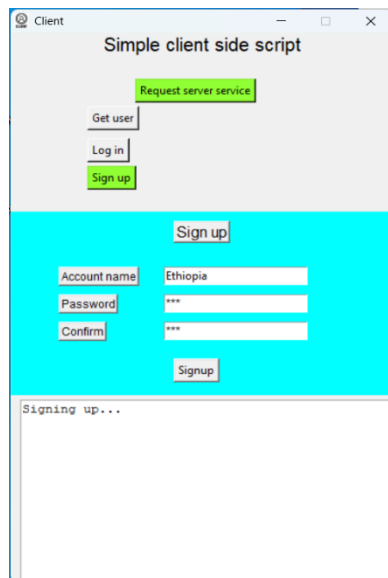 Client
Simple client side script
Request server service
Get user
Log in
Sign up
Sign up
Account name Ethiopia
Password ***
Confirm ***
Signup
Signing up...